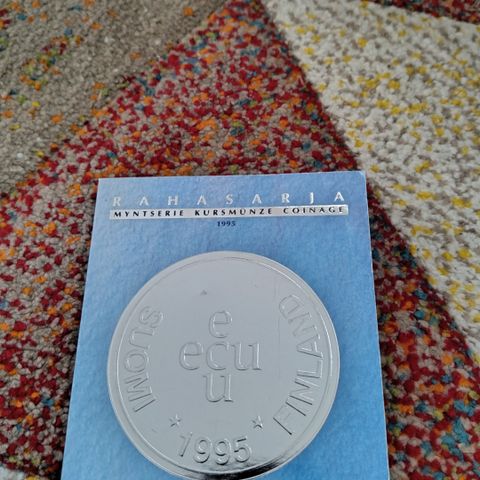 RAHASARJA
MYNTSERIE KURSMÜNZE COINAGE
1995
SUOMI
e
ecu
u
FINLAND
* 1995 *